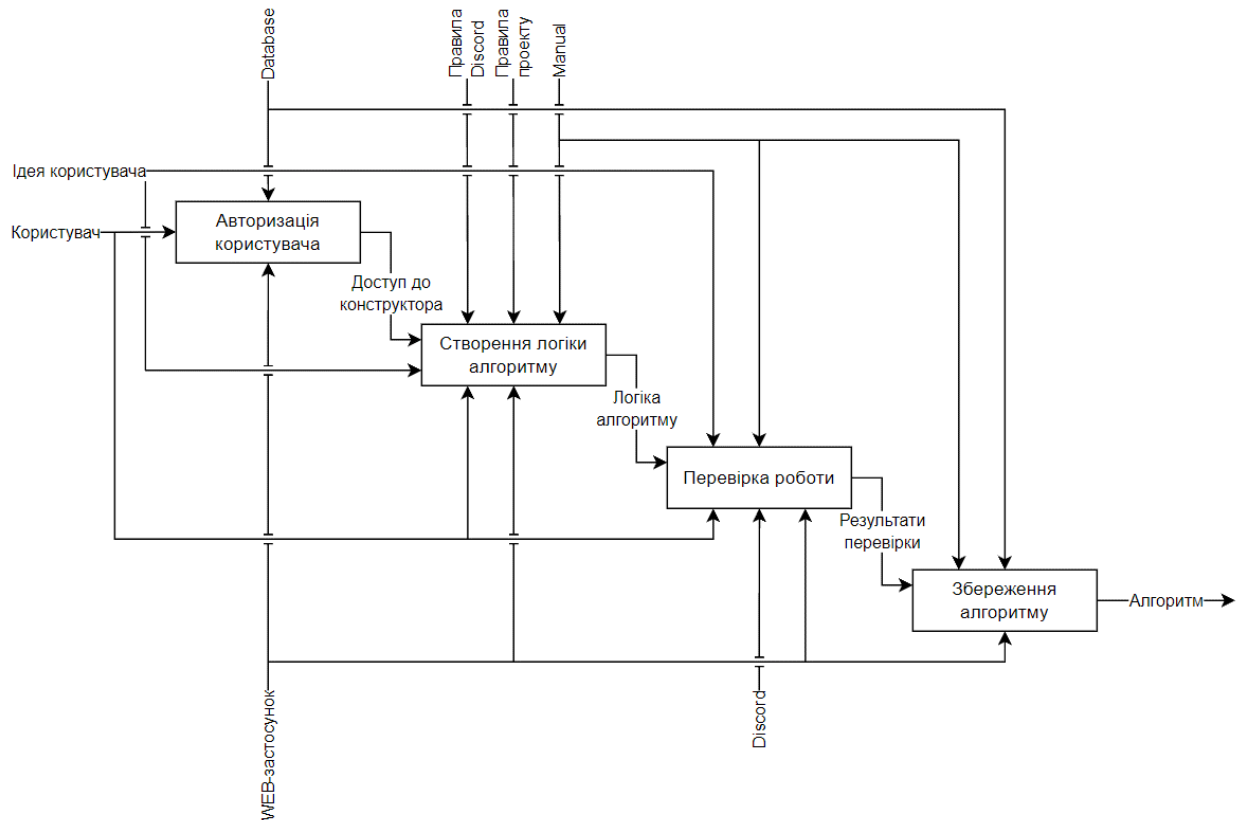 Database
Правила
Discord
Правила
проекту
Manual
Ідея користувача
Користувач
Авторизація
користувача
Доступ до
конструктора
Створення логіки
алгоритму
Логіка
алгоритму
Перевірка роботи
Результати
перевірки
Збереження
алгоритму
Алгоритм
WEB-застосунок
Discord